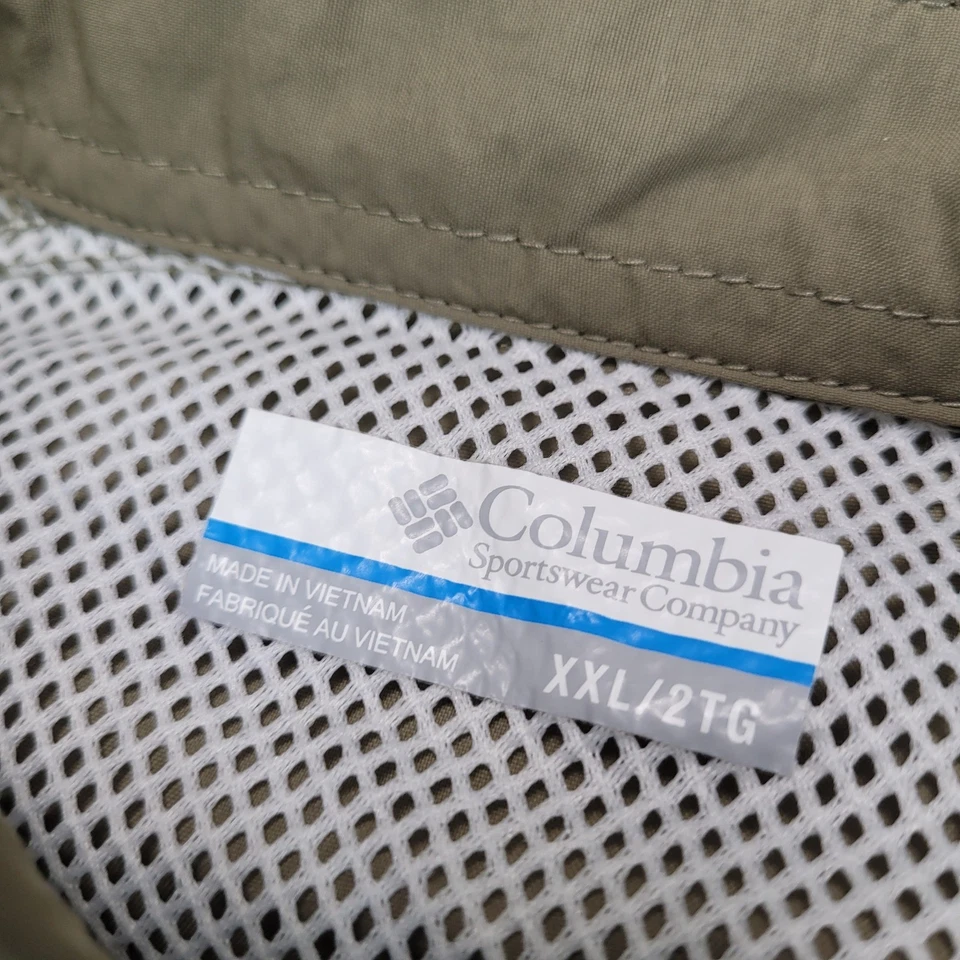 Columbia
Sportswear Company
MADE IN VIETNAM
FABRIQUÉ AU VIETNAM
XXL/2TG